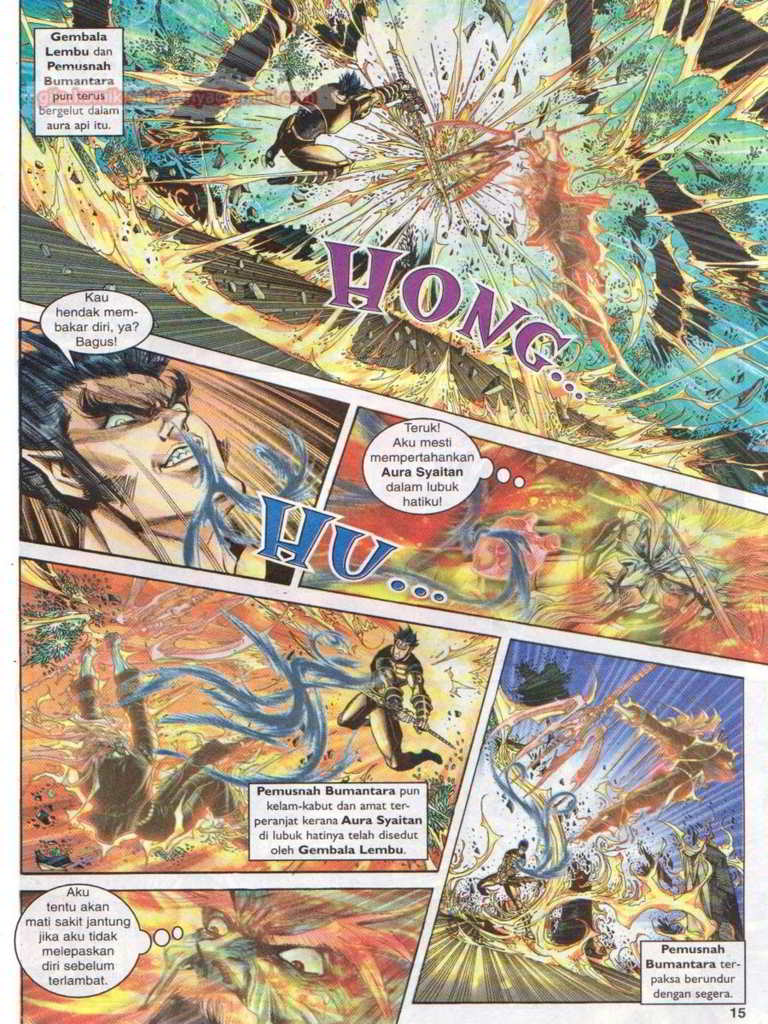 Gembala
Lembu dan
Pemusnah
Bumantara
pun terus
bergelut dalam
aura api itu.
HONG...
Kau
hendak mem-
bakar diri, ya?
Bagus!
Teruk!
Aku mesti
mempertahankan
Aura Syaitan
dalam lubuk
hatiku!
HU...
Pemusnah Bumantara pun
kelam-kabut dan amat ter-
peranjat kerana Aura Syaitan
di lubuk hatinya telah disedut
oleh Gembala Lembu.
Aku
tentu akan
mati sakit jantung
jika aku tidak
melepaskan
diri sebelum
terlambat.
Pemusnah
Bumantara ter-
paksa berundur
dengan segera.
15